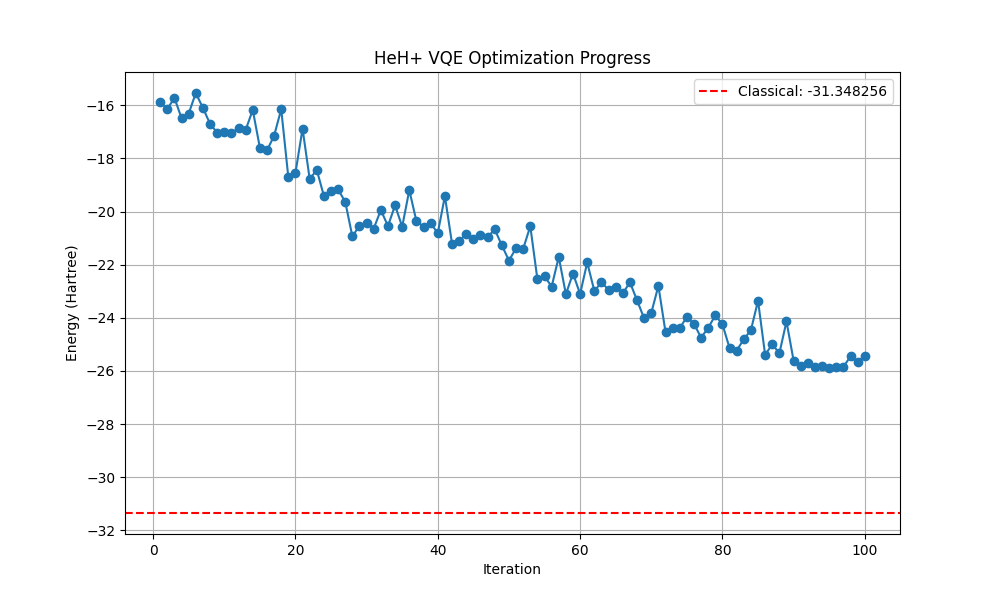 HeH+ VQE Optimization Progress
Classical: -31.348256
Energy (Hartree)
−16
−18
−20
−22
−24
−26
−28
−30
−32
0 20 40 60 80 100
Iteration